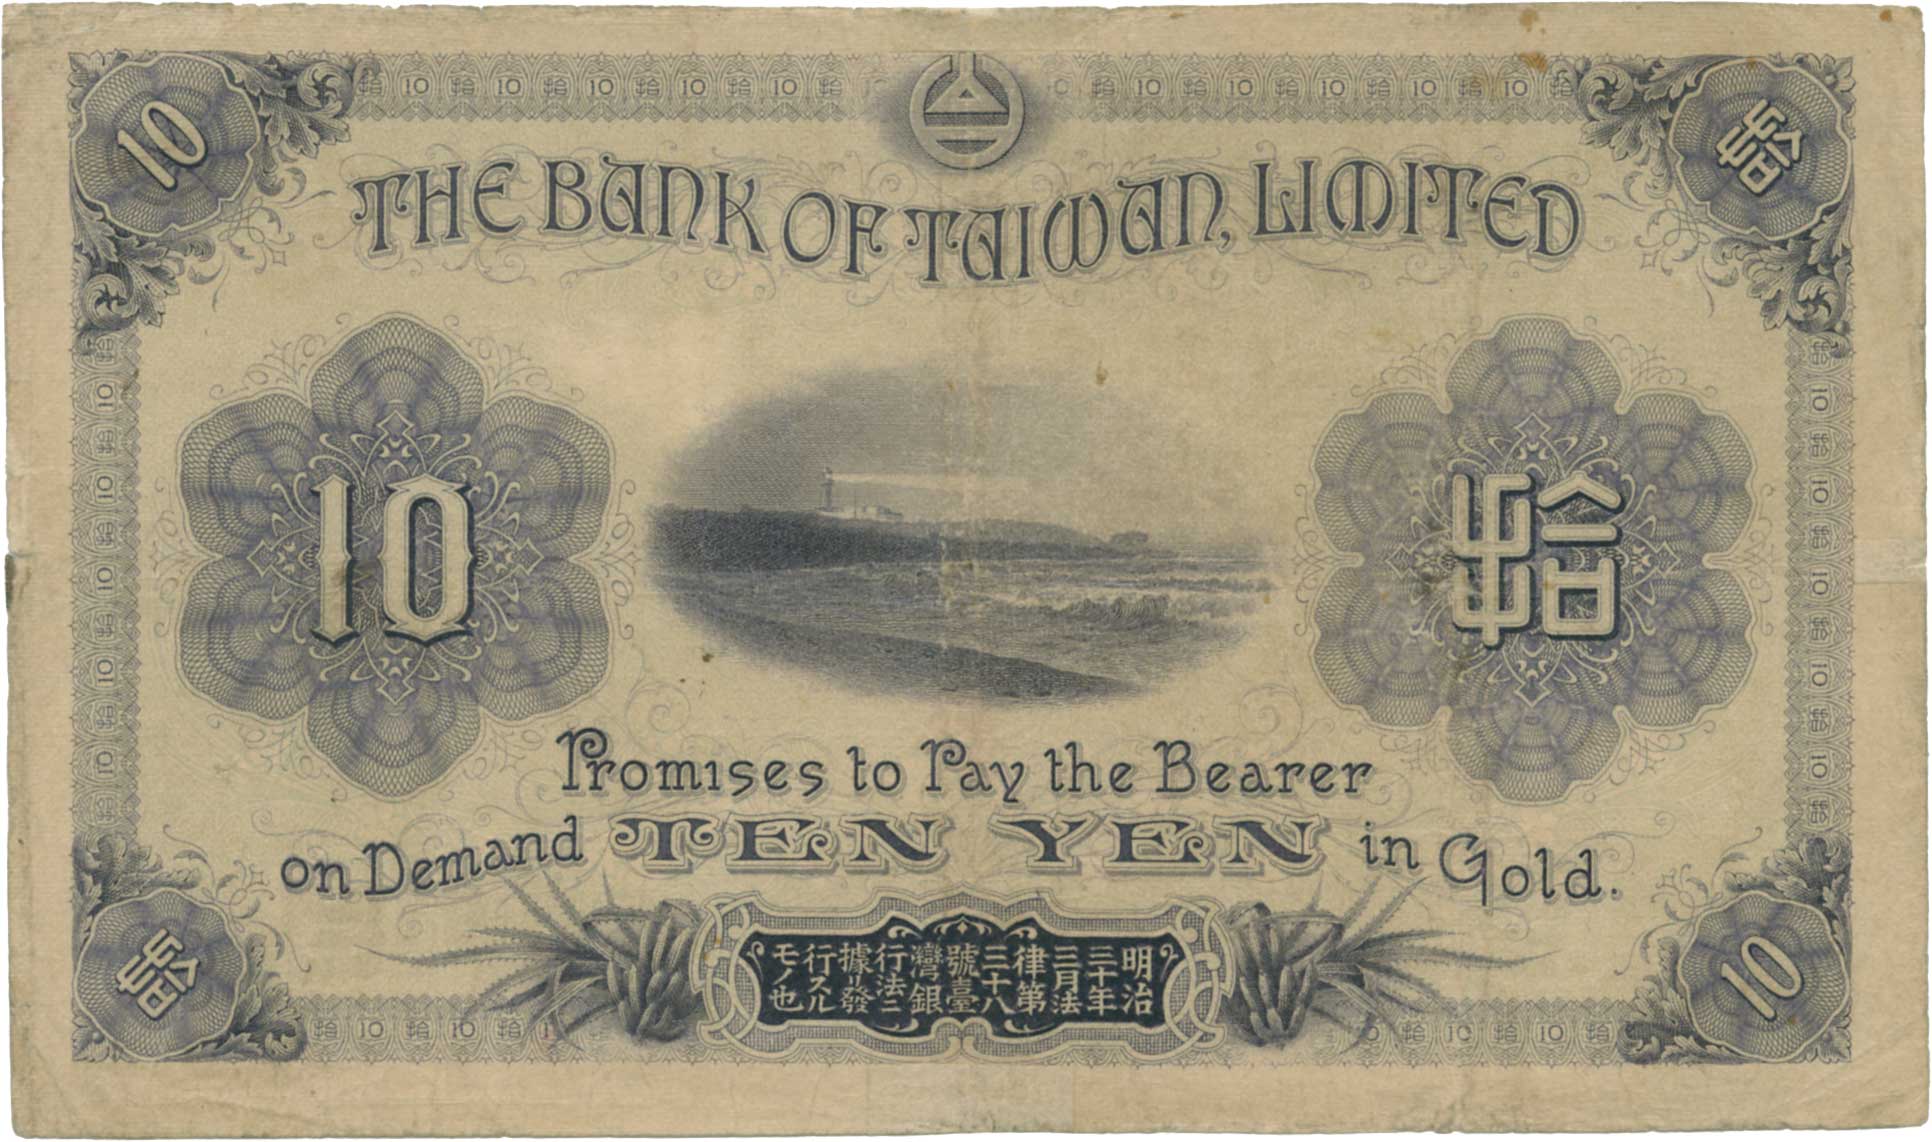 10
拾
THE BANK OF TAIWAN, LIMITED
10
拾
Promises to Pay the Bearer
on Demand TEN YEN in Gold.
明治
三十年
三月法
律第
三十八
號臺
灣銀
行法ニ
據リ發
行スル
モノ也
拾
10